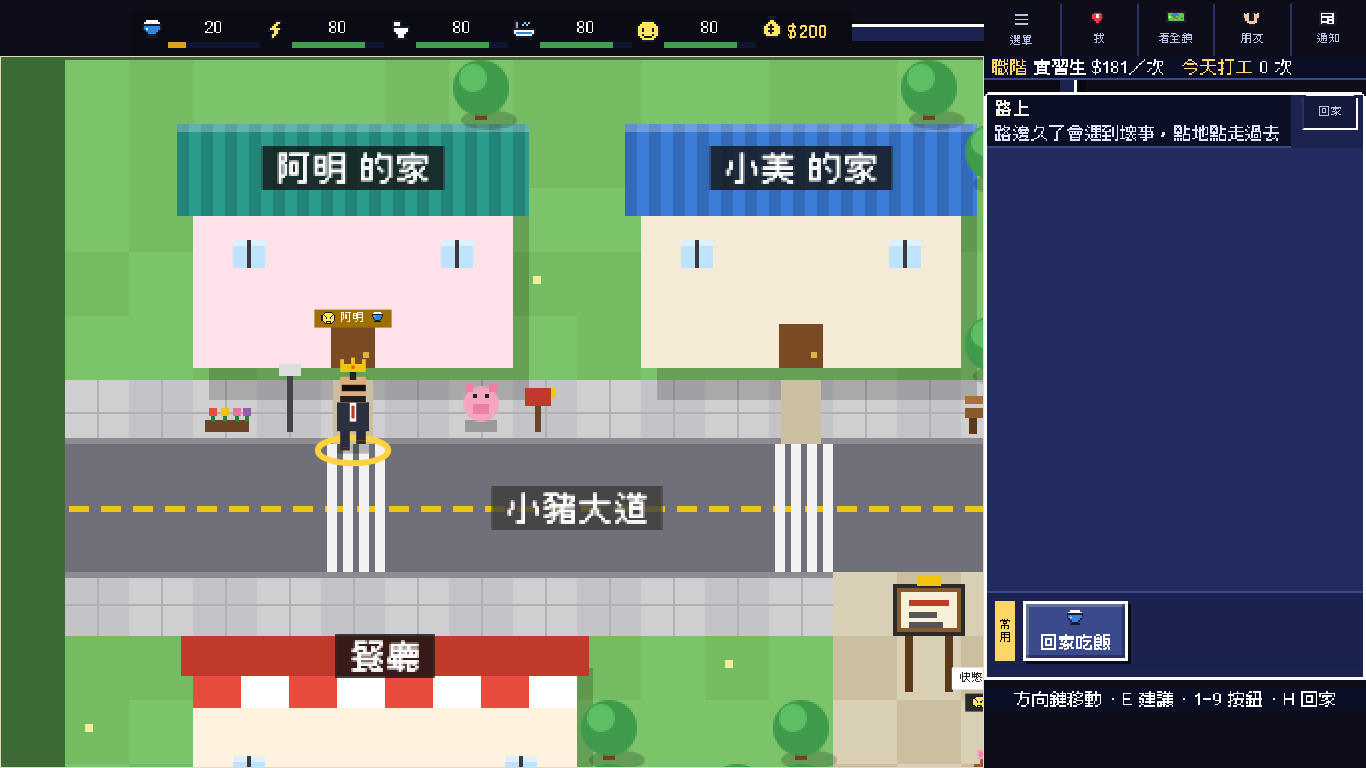 20 80 80 80 80 $200
選單 我 看全鎮 朋友 通知
職階 實習生 $181／次 今天打工 0 次
路上
路邊久了會遇到壞事，點地點走過去
回家
阿明 的家
小美 的家
阿明
小豬大道
餐廳
常用
回家吃飯
方向鍵移動 · E 建議 · 1-9 按鈕 · H 回家